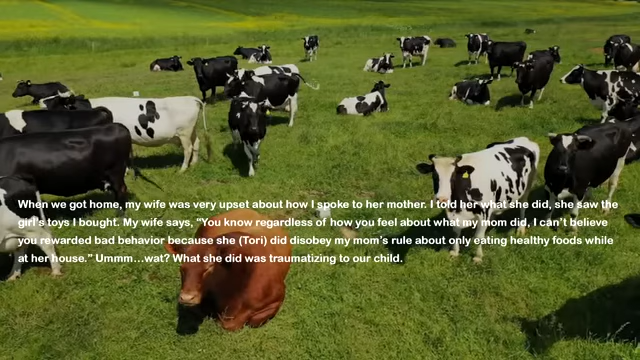 When we got home, my wife was very upset about how I spoke to her mother. I told her what she did, she saw the
girl's toys I bought. My wife says, "You know regardless of how you feel about what my mom did, I can't believe
you rewarded bad behavior because she (Tori) did disobey my mom's rule about only eating healthy foods while
at her house." Ummm...wat? What she did was traumatizing to our child.